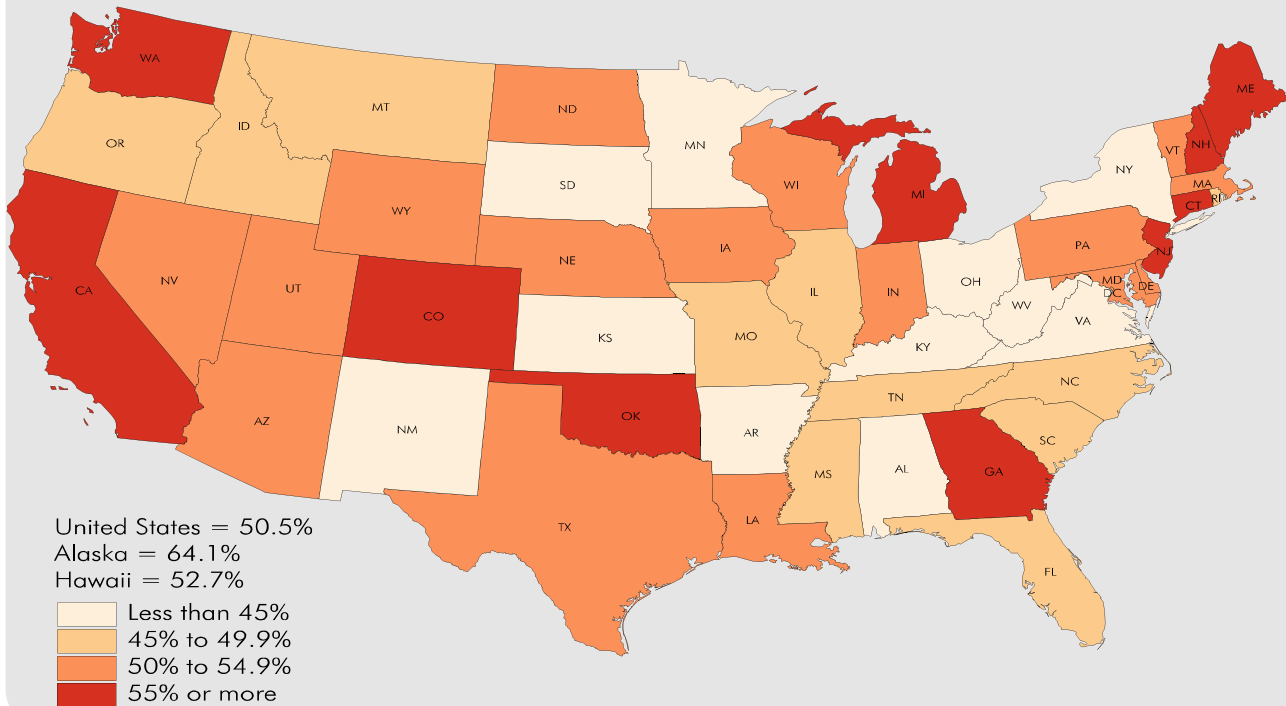 WA
ME
MT
ND
ID
OR
MN
VT
NH
NY
MA
SD
WI
MI
RI
CT
WY
PA
IA
NJ
NE
NV
UT
IL
IN
OH
MD
DE
DC
CA
CO
WV
VA
KS
MO
KY
NC
TN
OK
AZ
NM
AR
SC
MS
AL
GA
TX
LA
FL
United States = 50.5%
Alaska = 64.1%
Hawaii = 52.7%
Less than 45%
45% to 49.9%
50% to 54.9%
55% or more